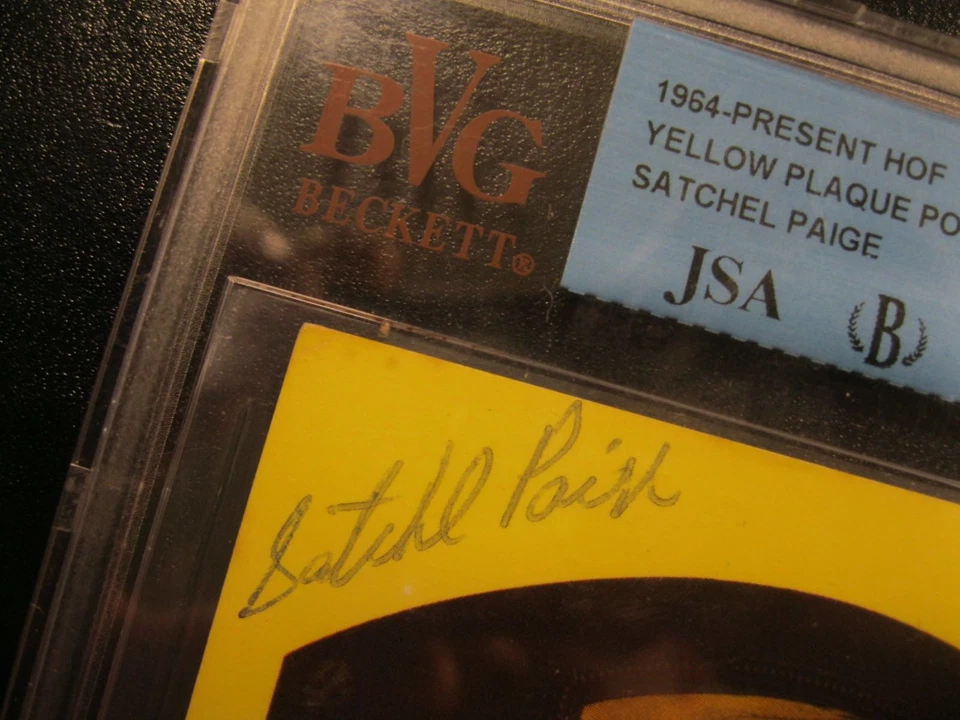 BVG
BECKETT®
1964-PRESENT HOF
YELLOW PLAQUE PO
SATCHEL PAIGE
JSA B
Satchel Paige